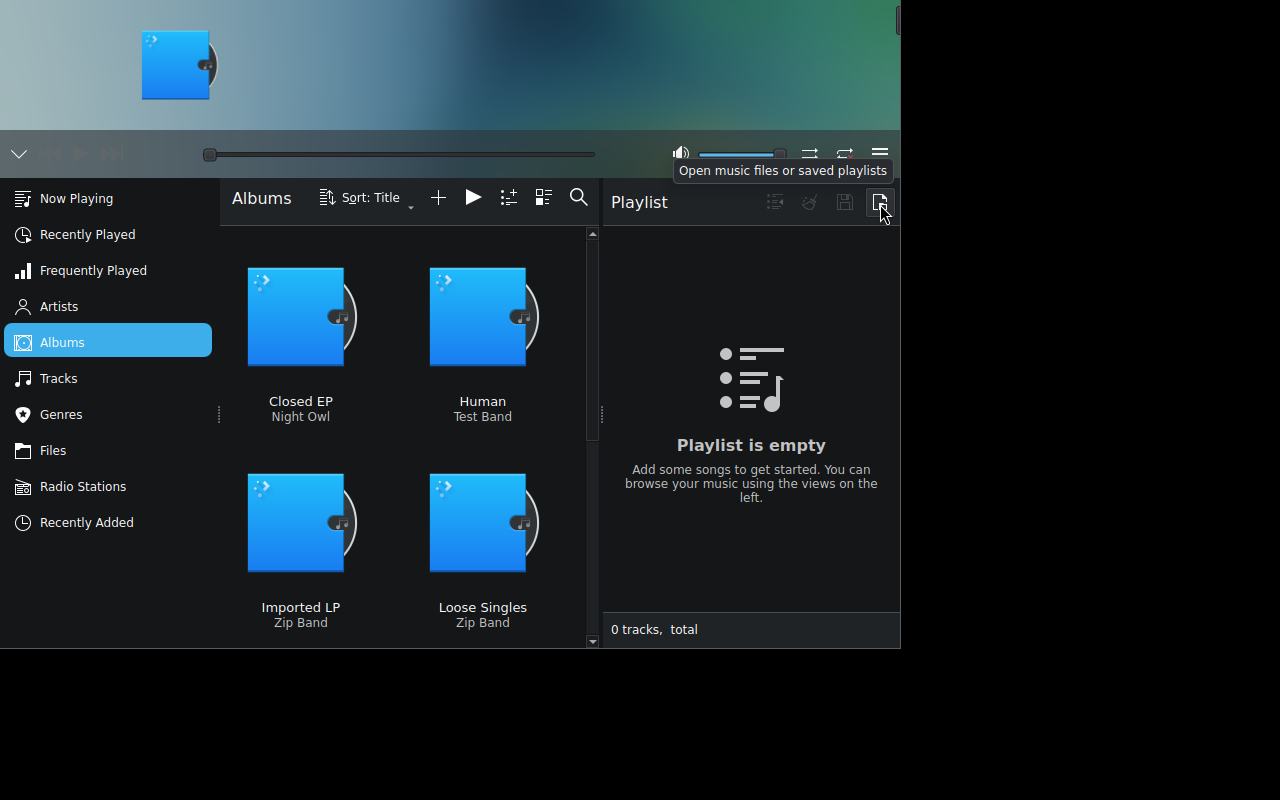 Open music files or saved playlists
Now Playing
Recently Played
Frequently Played
Artists
Albums
Tracks
Genres
Files
Radio Stations
Recently Added
Albums
Sort: Title
Closed EP
Night Owl
Human
Test Band
Imported LP
Zip Band
Loose Singles
Zip Band
Playlist
Playlist is empty
Add some songs to get started. You can
browse your music using the views on the
left.
0 tracks,  total